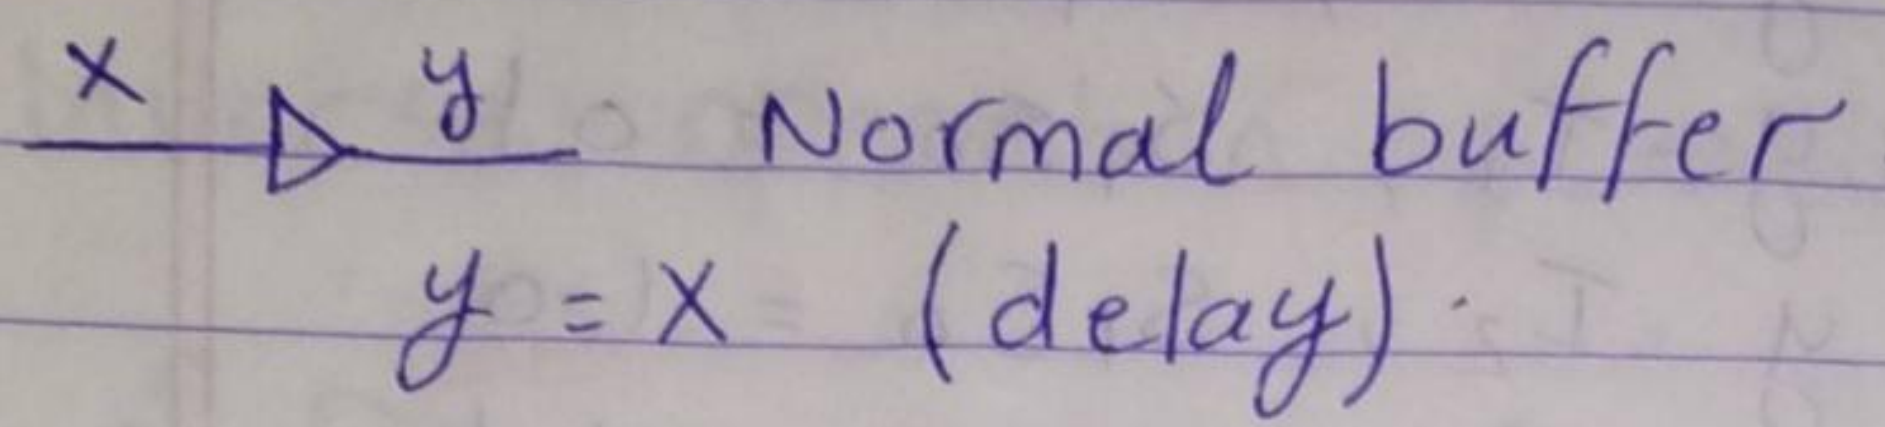 x y Normal buffer
y = x (delay).